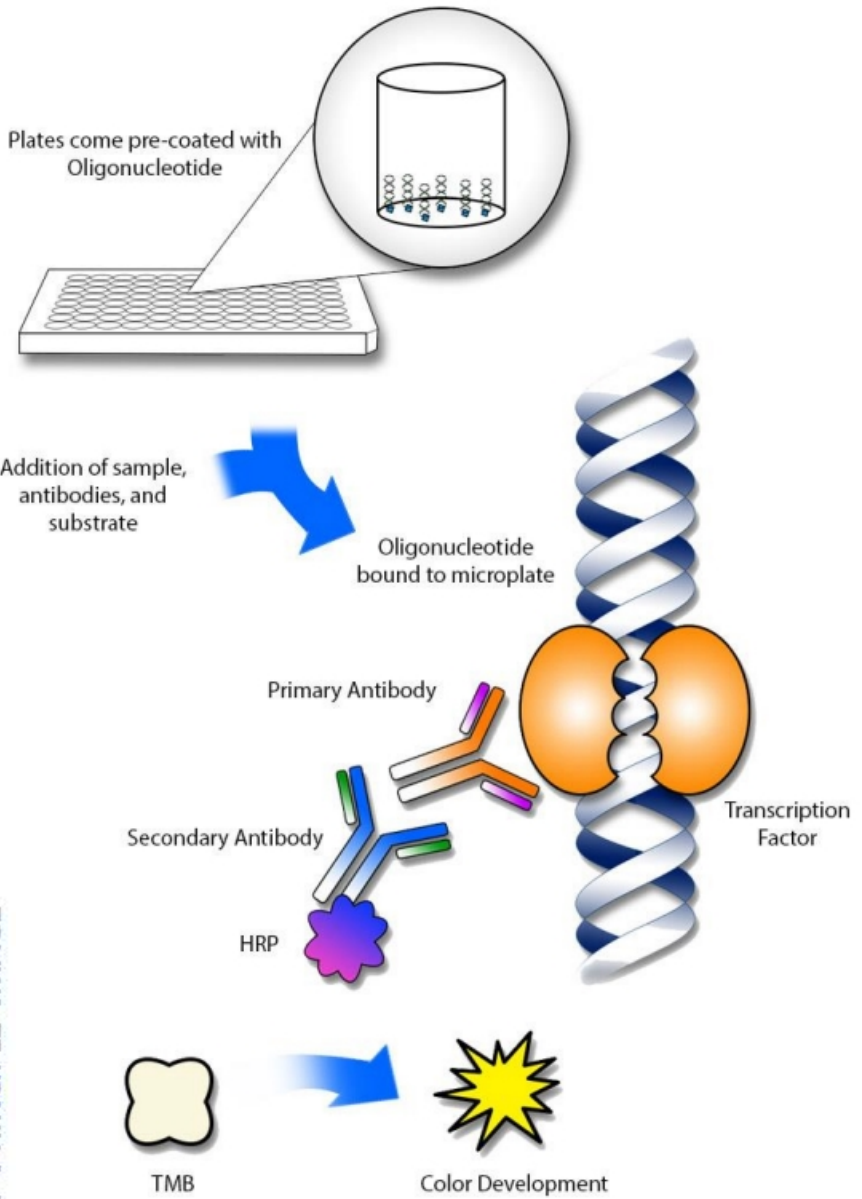 Plates come pre-coated with
Oligonucleotide
Addition of sample,
antibodies, and
substrate
Oligonucleotide
bound to microplate
Primary Antibody
Transcription
Factor
Secondary Antibody
HRP
TMB
Color Development